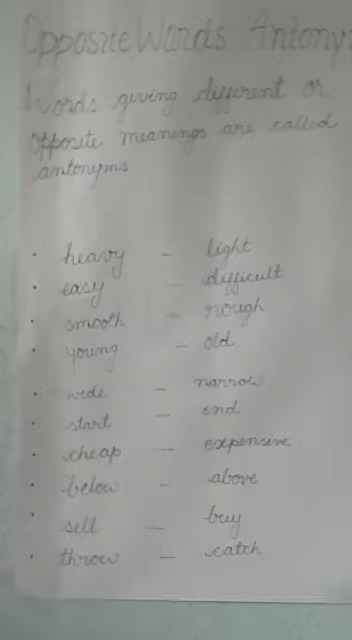 Opposite Words Antony
Words giving different or
opposite meanings are called
antonyms
• heavy - light
• easy - difficult
• smooth - rough
• young - old
• wide - narrow
• start - end
• cheap - expensive
• below - above
• sell - buy
• throw - catch